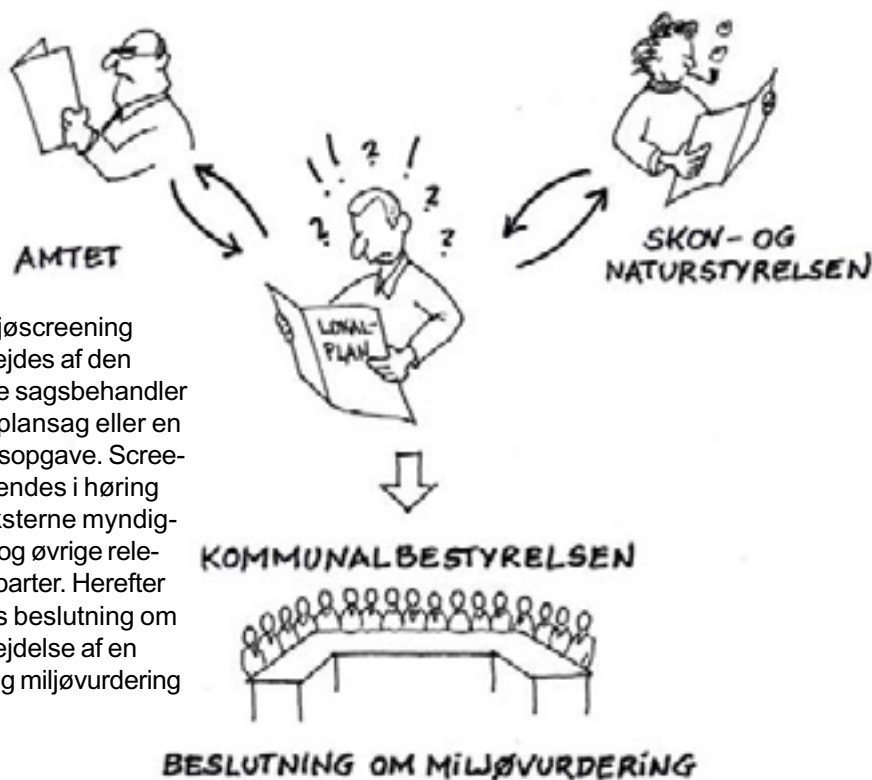 AMTET
SKOV- OG
NATURSTYRELSEN
! ! ? !
? ? ?
LOKAL-
PLAN
jøscreening
ejdes af den
e sagsbehandler
plansag eller en
sopgave. Scree-
endes i høring
ksterne myndig-
og øvrige rele-
parter. Herefter
s beslutning om
ejdelse af en
g miljøvurdering
KOMMUNALBESTYRELSEN
BESLUTNING OM MILJØVURDERING